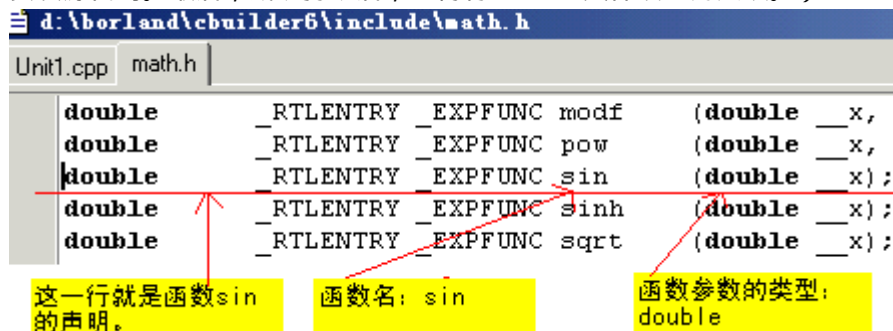 d:\borland\cbuilder6\include\math.h
Unit1.cpp math.h
double _RTLENTRY _EXPFUNC modf (double __x,
double _RTLENTRY _EXPFUNC pow (double __x,
double _RTLENTRY _EXPFUNC sin (double __x);
double _RTLENTRY _EXPFUNC sinh (double __x);
double _RTLENTRY _EXPFUNC sqrt (double __x);
这一行就是函数sin
的声明。
函数名：sin
函数参数的类型：
double